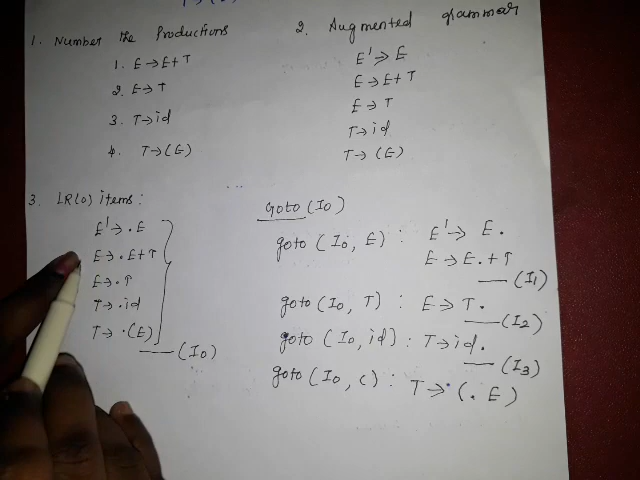 1. Number the Productions
1. E→E+T
2. E→T
3. T→id
4. T→(E)
2. Augmented grammar
E'→E
E→E+T
E→T
T→id
T→(E)
3. LR(0) items:
E'→.E
E→.E+T
E→.T
T→.id
T→.(E)
—(I0)
Goto (I0)
goto (I0, E) : E'→ E.
E→E.+T
—(I1)
goto (I0, T) : E→T.
—(I2)
goto (I0, id) : T→id.
—(I3)
goto (I0, () : T→(.E)